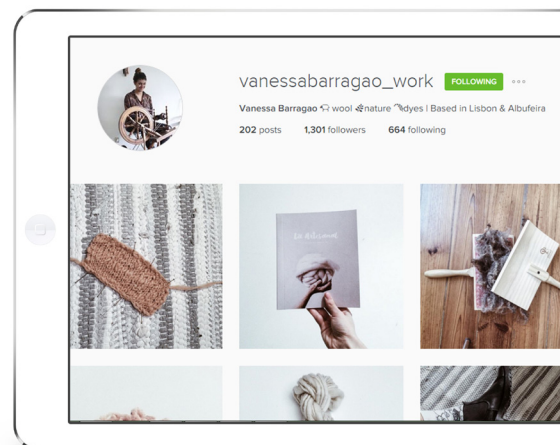 vanessabarragao_work FOLLOWING
Vanessa Barragao wool nature dyes | Based in Lisbon & Albufeira
202 posts 1,301 followers 664 following